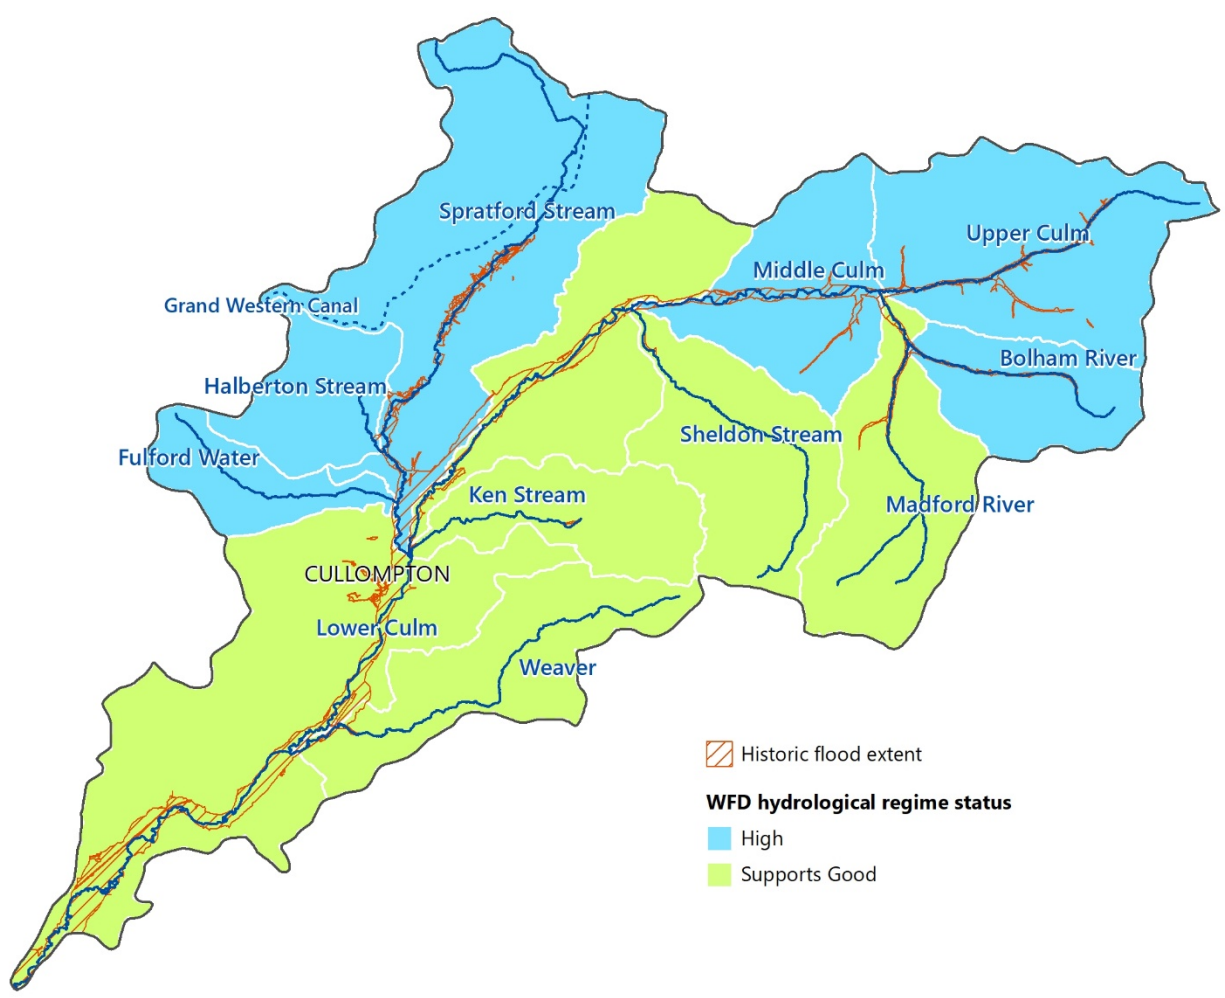 Spratford Stream
Upper Culm
Middle Culm
Grand Western Canal
Bolham River
Halberton Stream
Sheldon Stream
Fulford Water
Ken Stream
Madford River
CULLOMPTON
Lower Culm
Weaver
Historic flood extent
WFD hydrological regime status
High
Supports Good